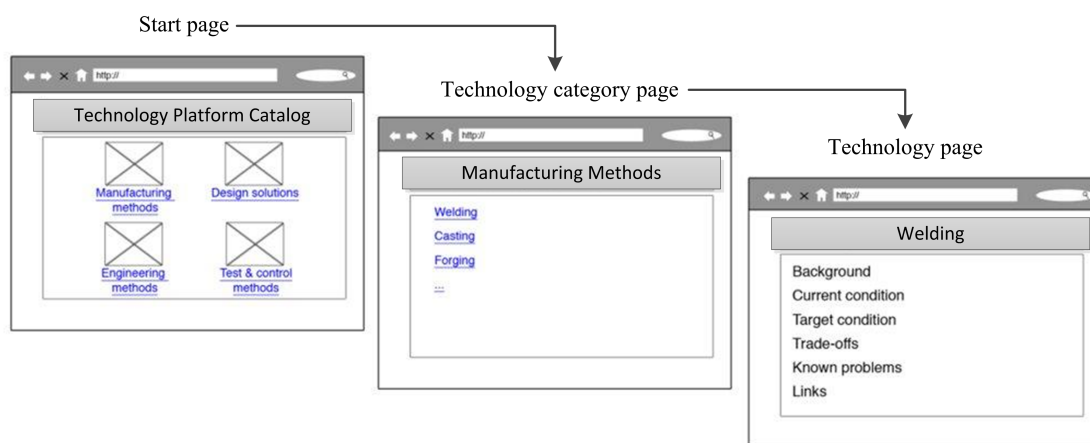 Start page
http://
Technology Platform Catalog
Manufacturing
methods
Design solutions
Engineering
methods
Test & control
methods
Technology category page
http://
Manufacturing Methods
Welding
Casting
Forging
...
Technology page
http://
Welding
Background
Current condition
Target condition
Trade-offs
Known problems
Links